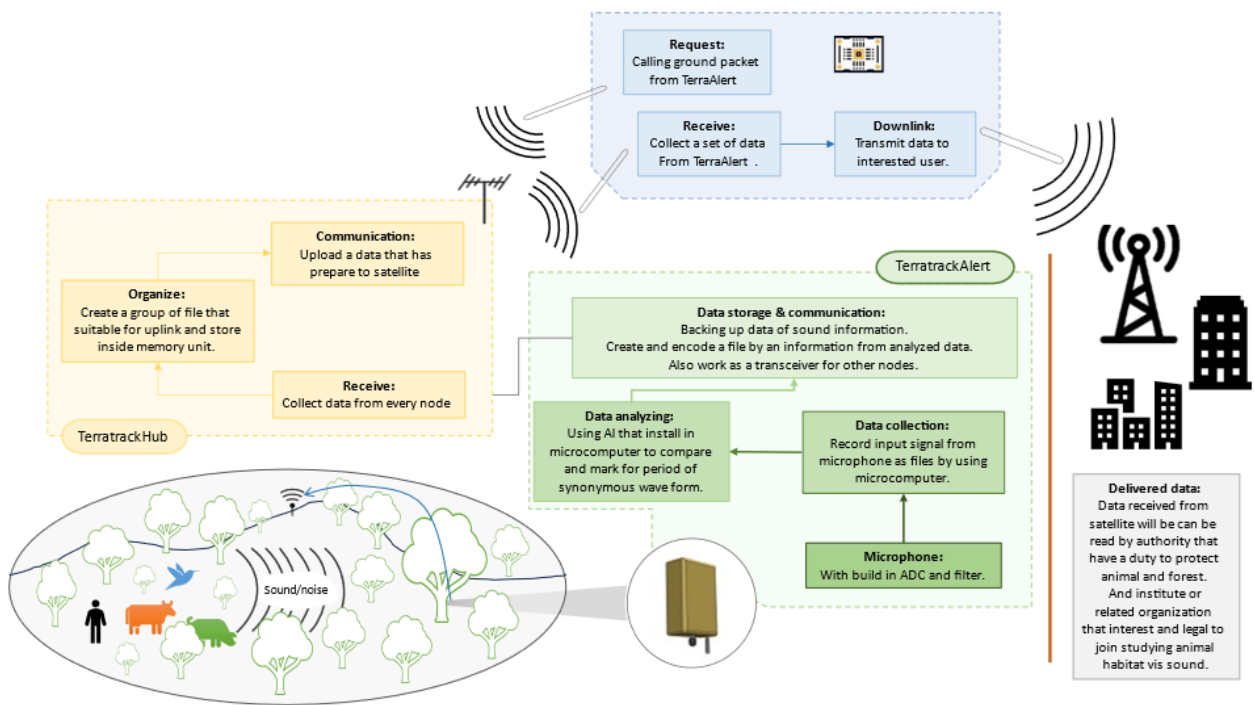 Request:
Calling ground packet
from TerraAlert
Receive:
Collect a set of data
From TerraAlert .
Downlink:
Transmit data to
interested user.
Communication:
Upload a data that has
prepare to satellite
Organize:
Create a group of file that
suitable for uplink and store
inside memory unit.
Receive:
Collect data from every node
TerratrackHub
TerratrackAlert
Data storage & communication:
Backing up data of sound information.
Create and encode a file by an information from analyzed data.
Also work as a transceiver for other nodes.
Data analyzing:
Using AI that install in
microcomputer to compare
and mark for period of
synonymous wave form.
Data collection:
Record input signal from
microphone as files by using
microcomputer.
Microphone:
With build in ADC and filter.
Sound/noise
Delivered data:
Data received from
satellite will be can be
read by authority that
have a duty to protect
animal and forest.
And institute or
related organization
that interest and legal to
join studying animal
habitat vis sound.